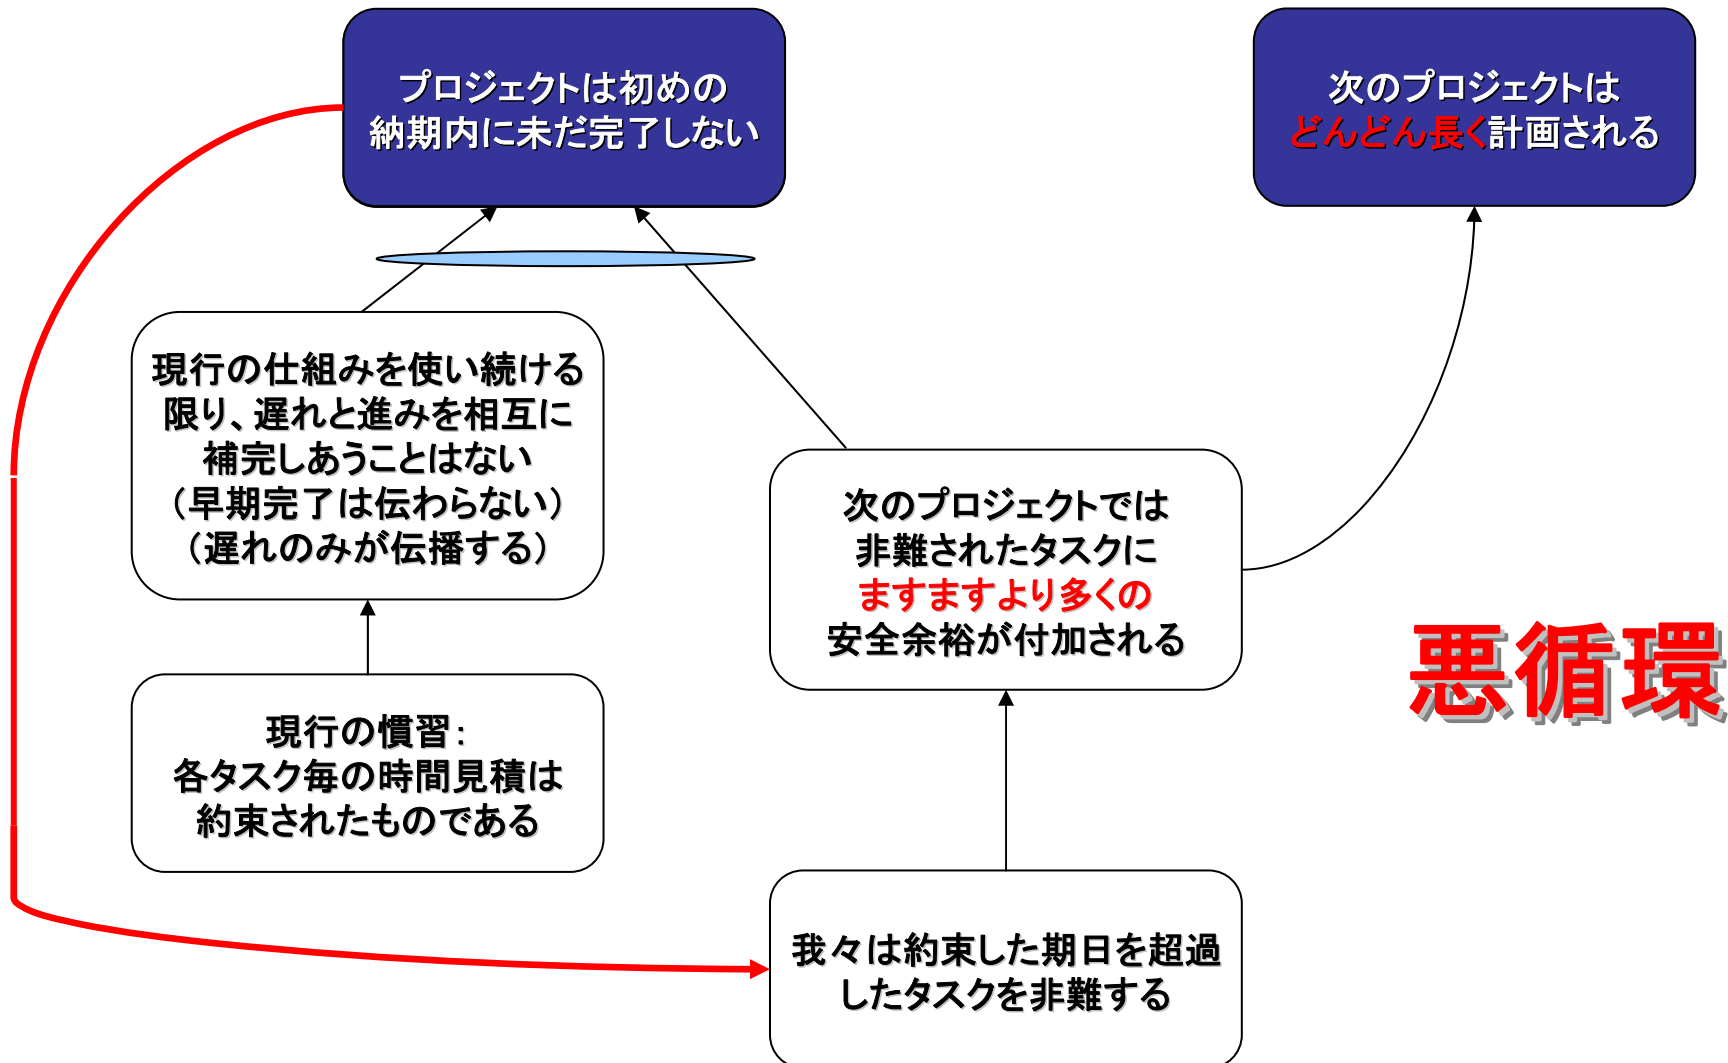 プロジェクトは初めの
納期内に未だ完了しない
次のプロジェクトは
どんどん長く計画される
現行の仕組みを使い続ける
限り、遅れと進みを相互に
補完しあうことはない
（早期完了は伝わらない）
（遅れのみが伝播する）
次のプロジェクトでは
非難されたタスクに
ますますより多くの
安全余裕が付加される
悪循環
現行の慣習：
各タスク毎の時間見積は
約束されたものである
我々は約束した期日を超過
したタスクを非難する